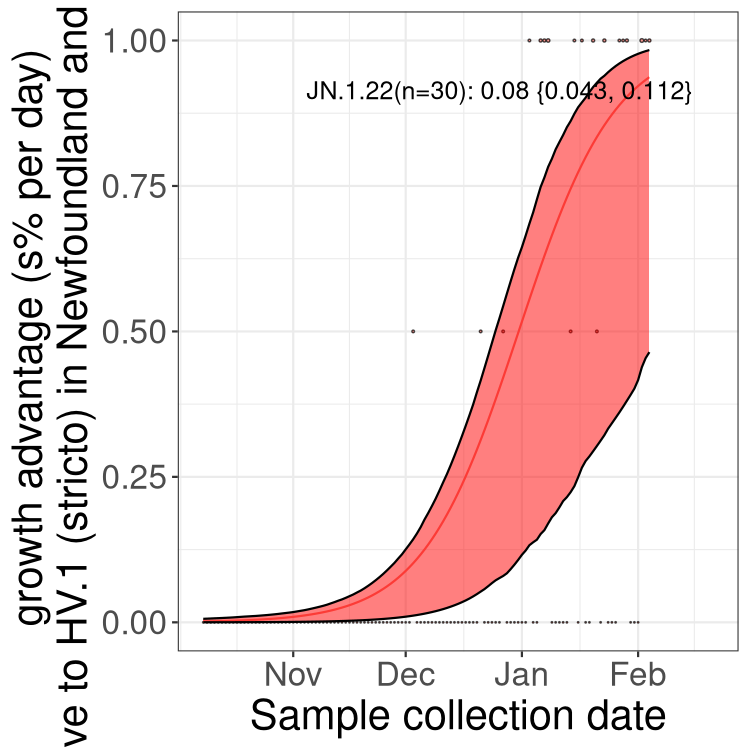 growth advantage (s% per day)
ve to HV.1 (stricto) in Newfoundland and
1.00
0.75
0.50
0.25
0.00
JN.1.22(n=30): 0.08 {0.043, 0.112}
Nov Dec Jan Feb
Sample collection date